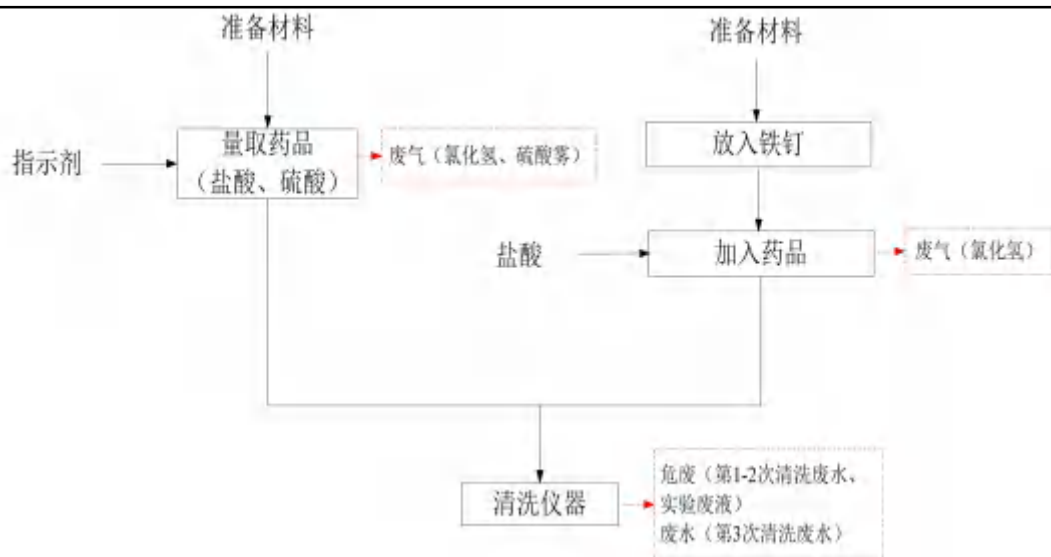 准备材料
准备材料
指示剂
量取药品
（盐酸、硫酸）
废气（氯化氢、硫酸雾）
放入铁钉
盐酸
加入药品
废气（氯化氢）
清洗仪器
危废（第1-2次清洗废水、
实验废液）
废水（第3次清洗废水）